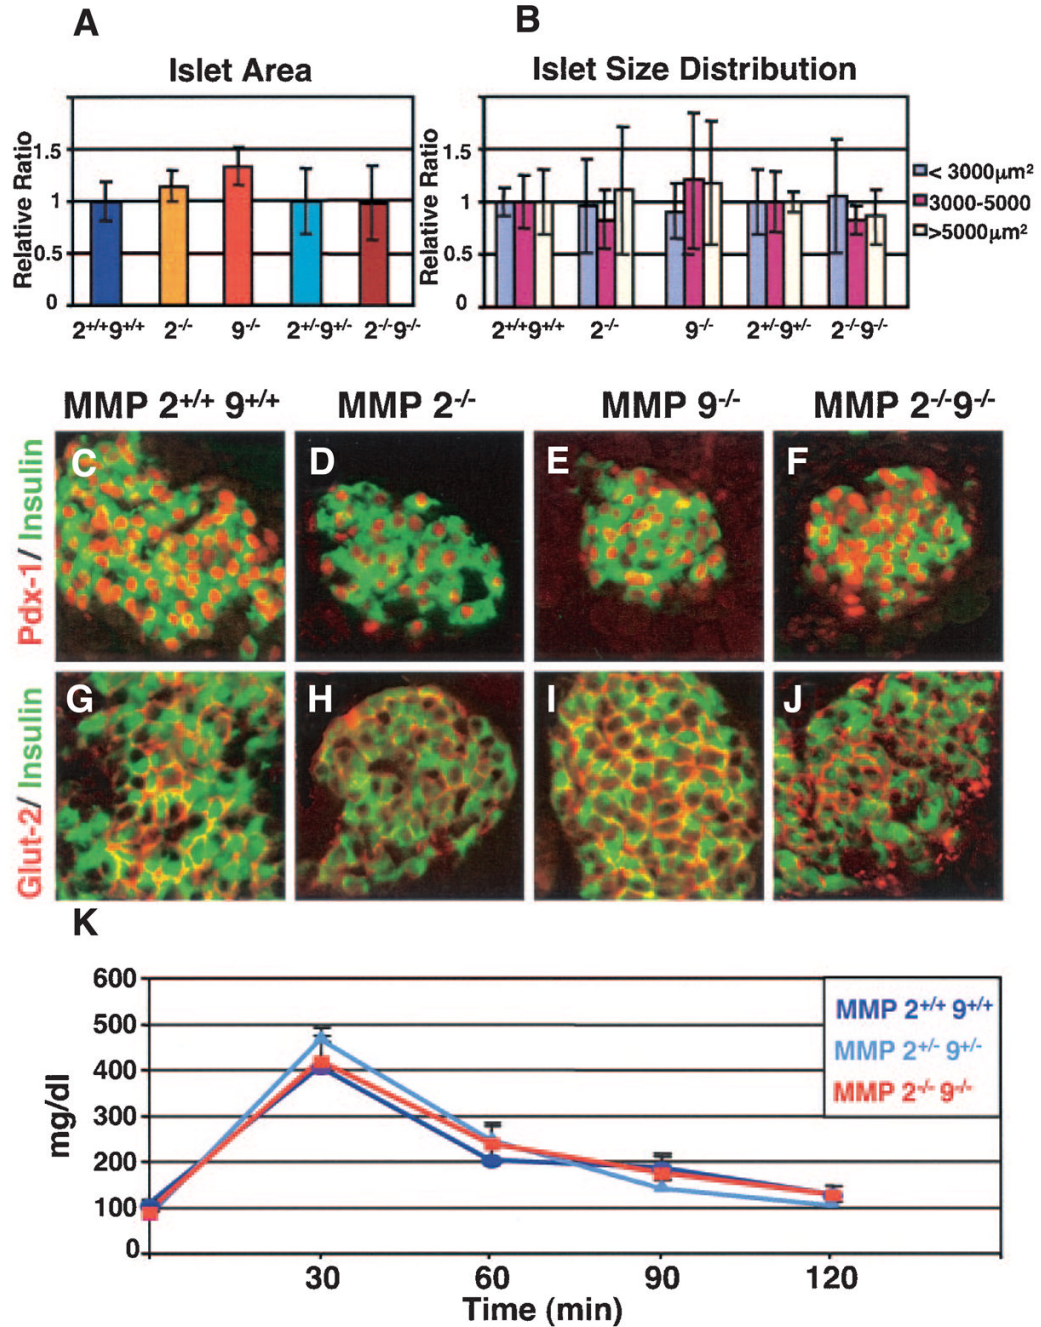 A
B
Islet Area
Islet Size Distribution
Relative Ratio
1.5
1
0.5
0
2+/+9+/+
2-/-
9-/-
2+/-9+/-
2-/-9-/-
Relative Ratio
1.5
1
0.5
0
2+/+9+/+
2-/-
9-/-
2+/-9+/-
2-/-9-/-
< 3000µm2
3000-5000
>5000µm2
MMP 2+/+ 9+/+
MMP 2-/-
MMP 9-/-
MMP 2-/-9-/-
Pdx-1/ Insulin
C
D
E
F
Glut-2/ Insulin
G
H
I
J
K
mg/dl
600
500
400
300
200
100
0
MMP 2+/+ 9+/+
MMP 2+/- 9+/-
MMP 2-/- 9-/-
30
60
90
120
Time (min)